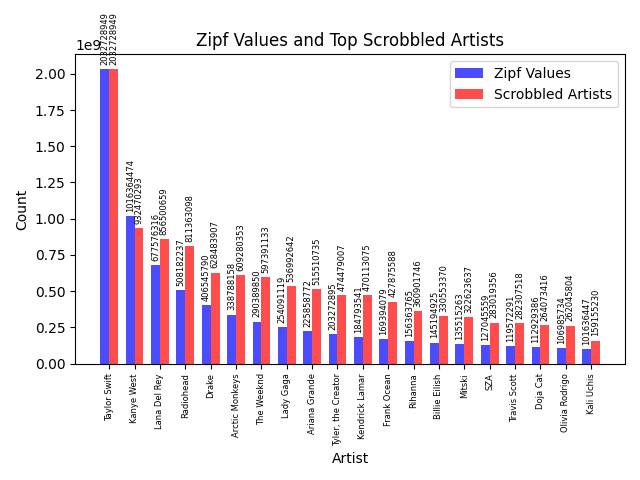 Zipf Values and Top Scrobbled Artists
1e9
Zipf Values
Scrobbled Artists
Count
2.00
1.75
1.50
1.25
1.00
0.75
0.50
0.25
0.00
2032728949
2032728949
1016364474
932470293
677576316
856500659
508182237
811363098
406545790
628483907
338788158
609280353
290389850
597391133
254091119
536992642
225858772
515510735
203272895
474479007
184793541
470113075
169394079
427875588
156363765
360901746
145194925
330553370
135515263
322623637
127045559
283019356
119572291
282307518
112929386
264073416
106985734
262045804
101636447
159155230
Taylor Swift
Kanye West
Lana Del Rey
Radiohead
Drake
Arctic Monkeys
The Weeknd
Lady Gaga
Ariana Grande
Tyler, the Creator
Kendrick Lamar
Frank Ocean
Rihanna
Billie Eilish
Mitski
SZA
Travis Scott
Doja Cat
Olivia Rodrigo
Kali Uchis
Artist